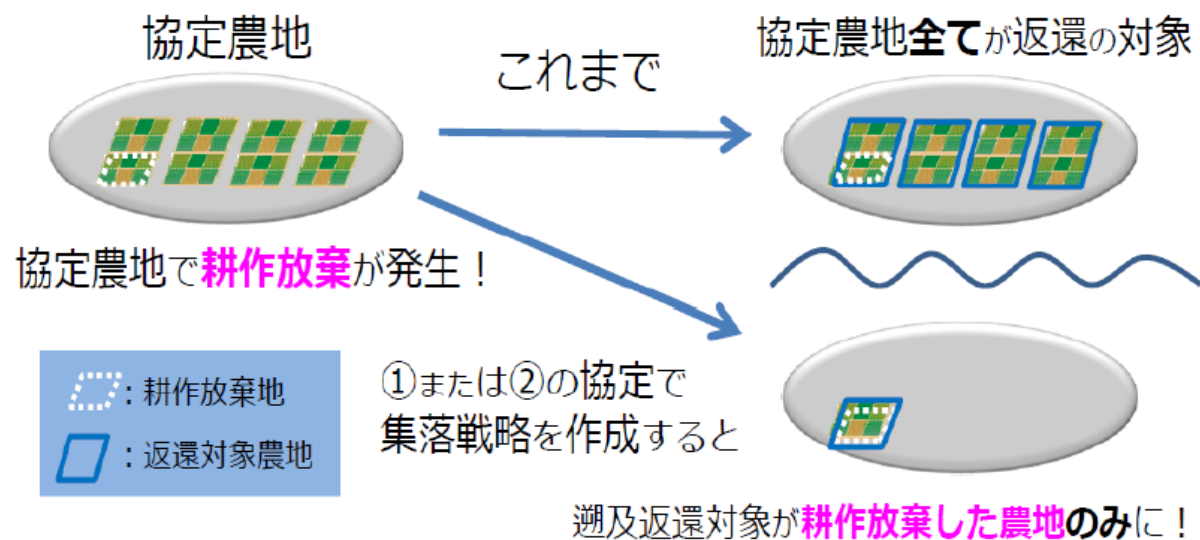 協定農地
これまで
協定農地全てが返還の対象
協定農地で耕作放棄が発生！
：耕作放棄地
：返還対象農地
①または②の協定で
集落戦略を作成すると
遡及返還対象が耕作放棄した農地のみに！